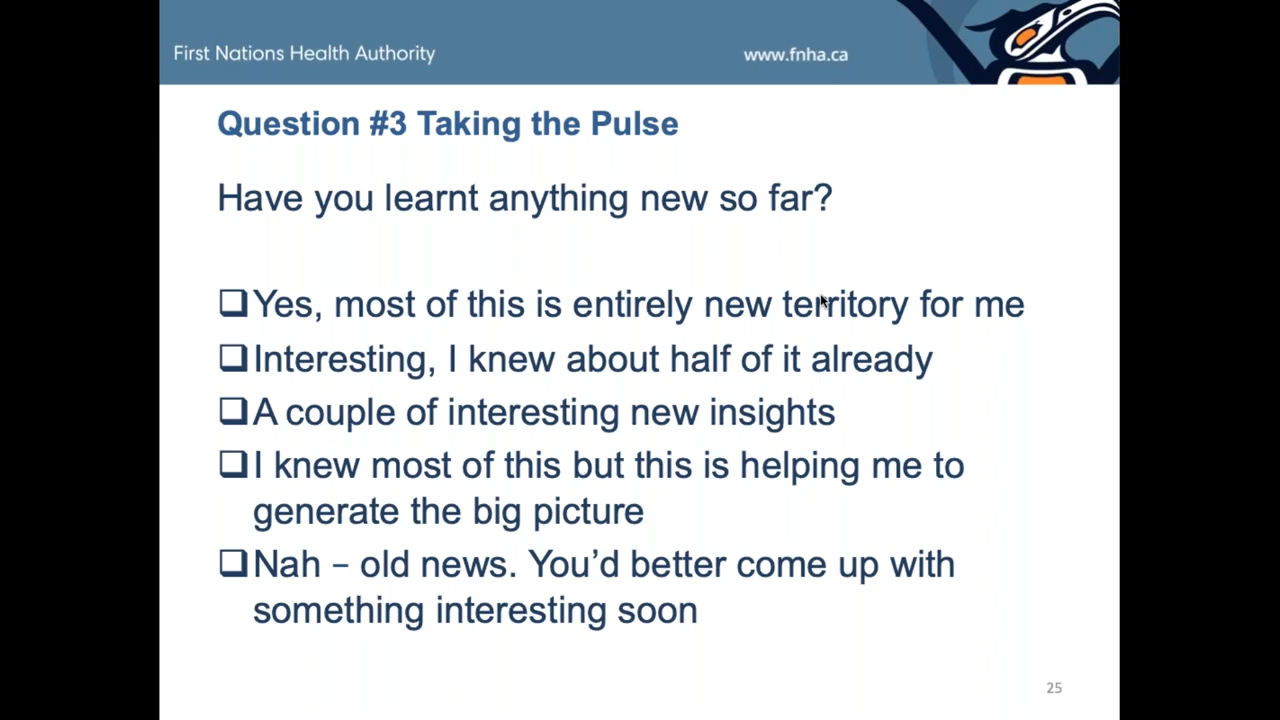 First Nations Health Authority
www.fnha.ca
Question #3 Taking the Pulse
Have you learnt anything new so far?
❑Yes, most of this is entirely new territory for me
❑Interesting, I knew about half of it already
❑A couple of interesting new insights
❑I knew most of this but this is helping me to
generate the big picture
❑Nah – old news. You’d better come up with
something interesting soon
25